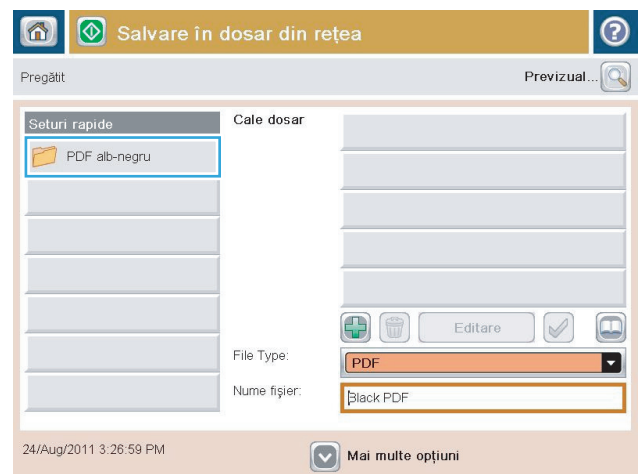 Salvare în dosar din rețea
Pregătit
Previzual...
Seturi rapide
Cale dosar
PDF alb-negru
Editare
File Type:
PDF
Nume fișier:
Black PDF
24/Aug/2011 3:26:59 PM
Mai multe opțiuni